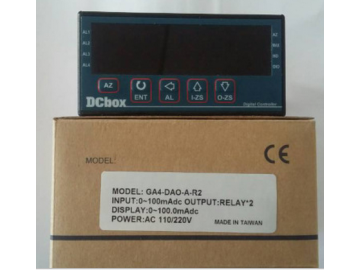 AL1
AL2
AL3
AL4
AZ
ENT
AL
I-ZS
O-ZS
DCbox
Digital Controller
MODEL:
CE
MODEL: GA4-DAO-A-R2
INPUT:0~100mAdc OUTPUT:RELAY*2
DISPLAY:0~100.0mAdc
POWER:AC 110/220V
MADE IN TAIWAN